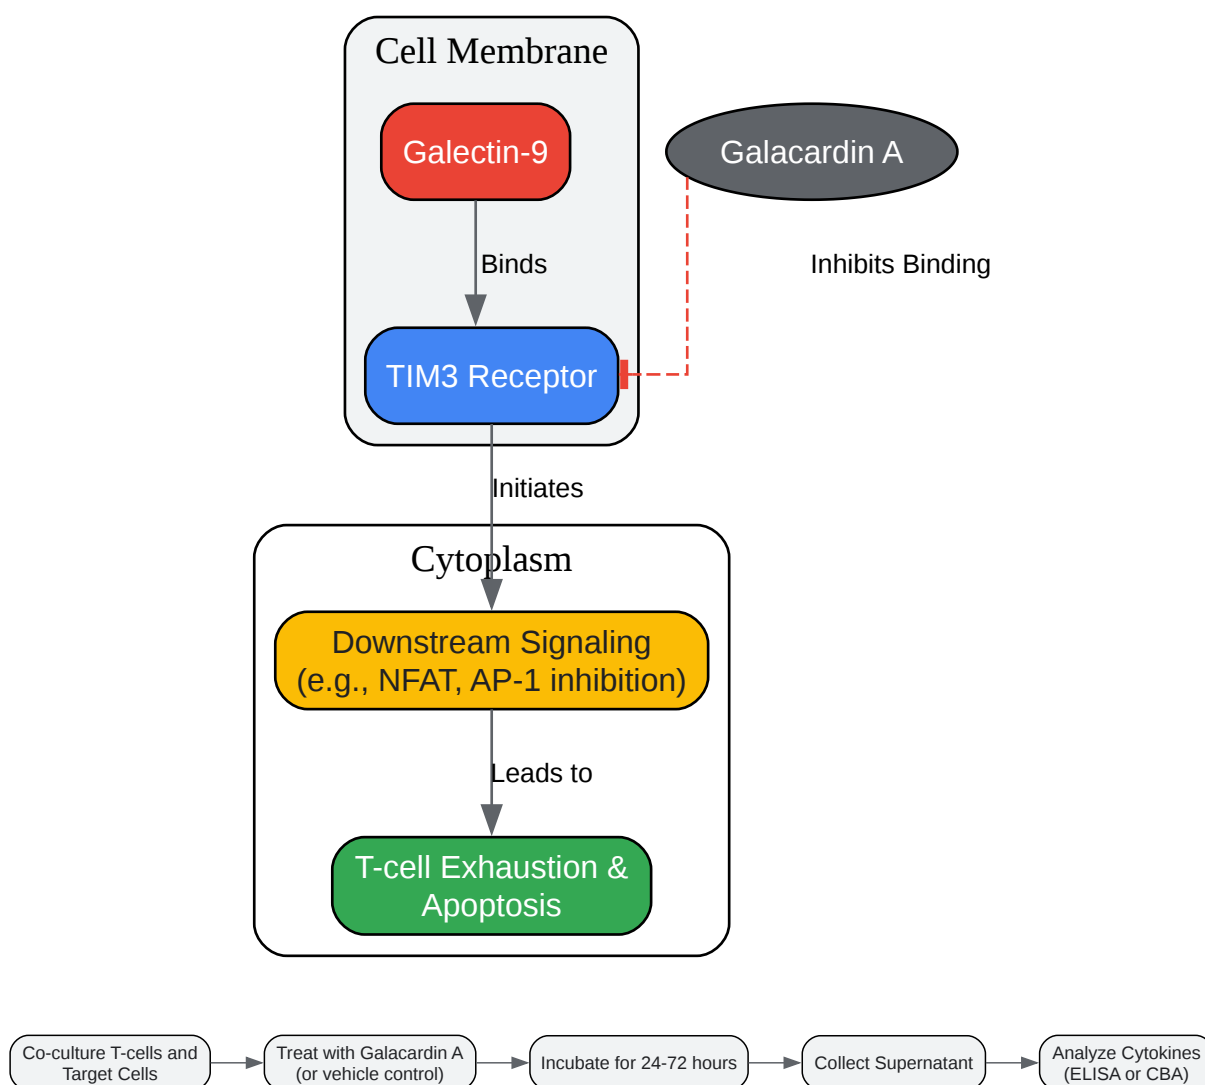 Cell Membrane
Galectin-9
Galacardin A
Binds
Inhibits Binding
TIM3 Receptor
Initiates
Cytoplasm
Downstream Signaling
(e.g., NFAT, AP-1 inhibition)
Leads to
T-cell Exhaustion &
Apoptosis
Co-culture T-cells and
Target Cells
Treat with Galacardin A
(or vehicle control)
Incubate for 24-72 hours
Collect Supernatant
Analyze Cytokines
(ELISA or CBA)